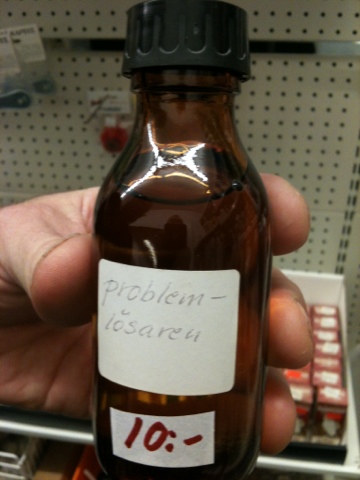 Problem-
lösaren
10:-